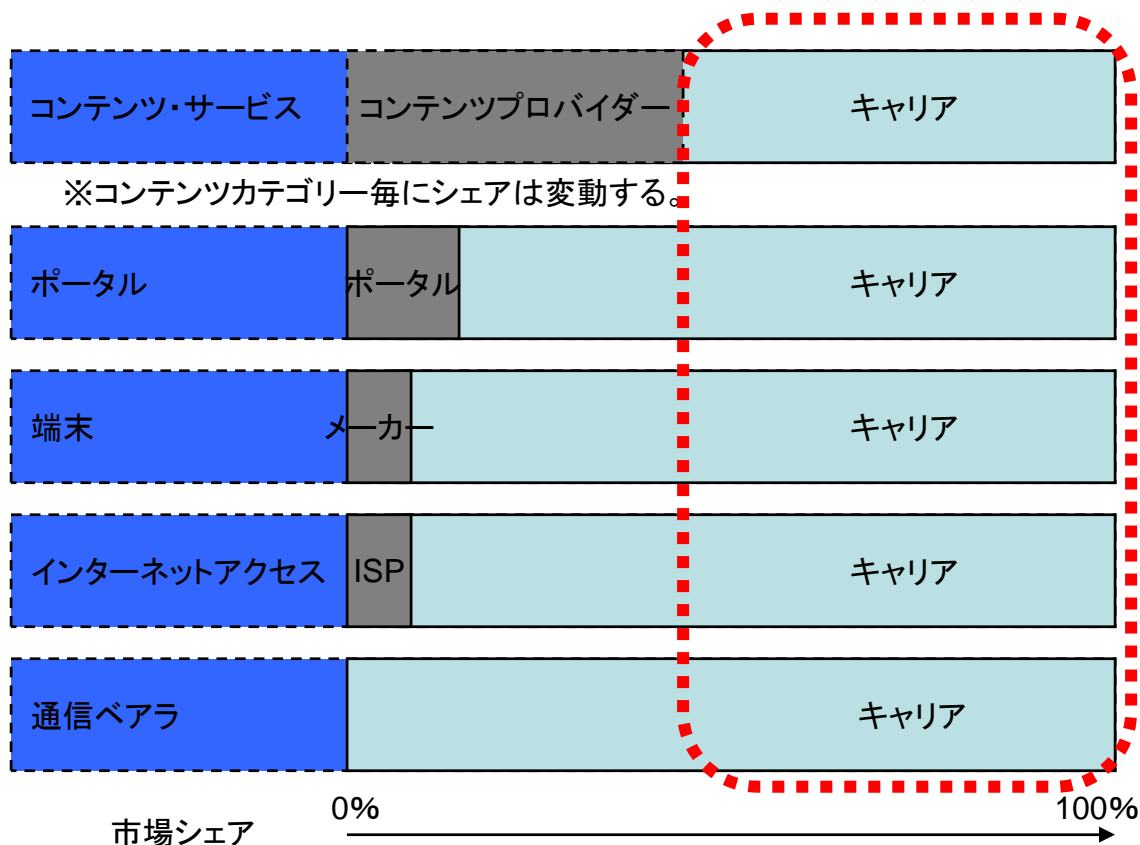 コンテンツ・サービス コンテンツプロバイダー キャリア
※コンテンツカテゴリー毎にシェアは変動する。
ポータル ポータル キャリア
端末 メーカー キャリア
インターネットアクセス ISP キャリア
通信ベアラ キャリア
0% 100%
市場シェア